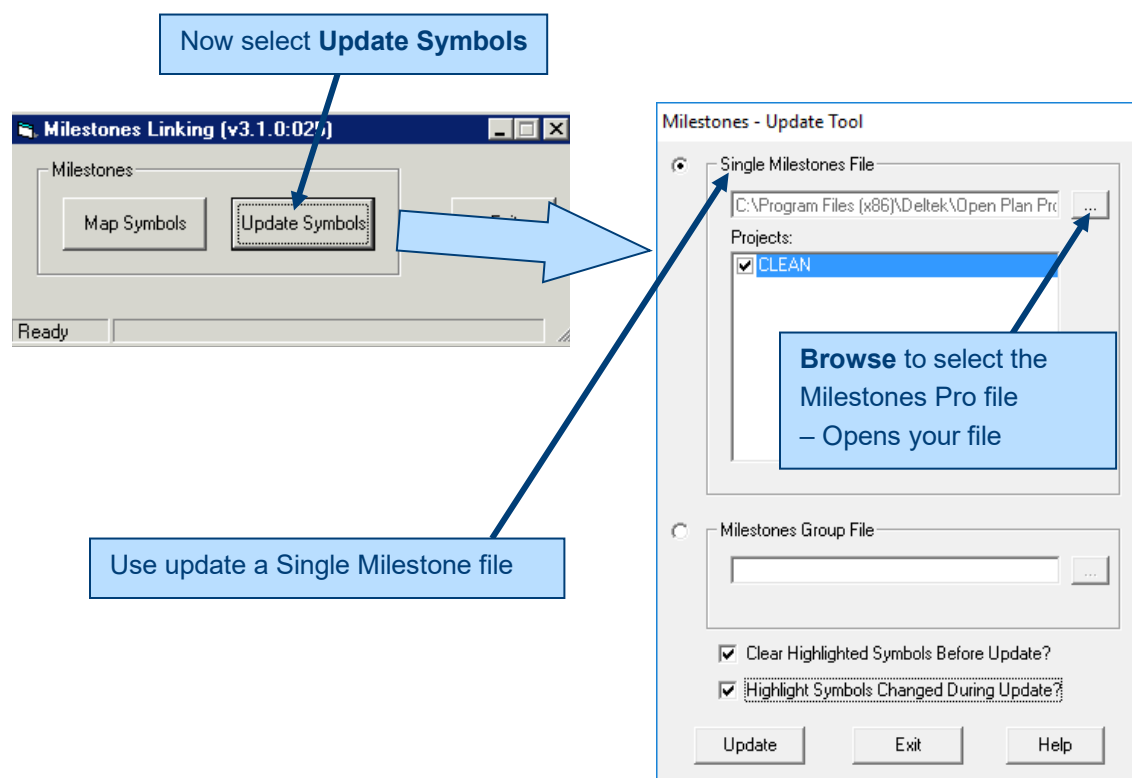 Now select Update Symbols
Milestones Linking (v3.1.0:025)
Milestones
Map Symbols
Update Symbols
Ready
Milestones - Update Tool
Single Milestones File
C:\Program Files (x86)\Deltek\Open Plan Pro
...
Projects:
CLEAN
Browse to select the
Milestones Pro file
– Opens your file
Use update a Single Milestone file
Milestones Group File
...
Clear Highlighted Symbols Before Update?
Highlight Symbols Changed During Update?
Update
Exit
Help